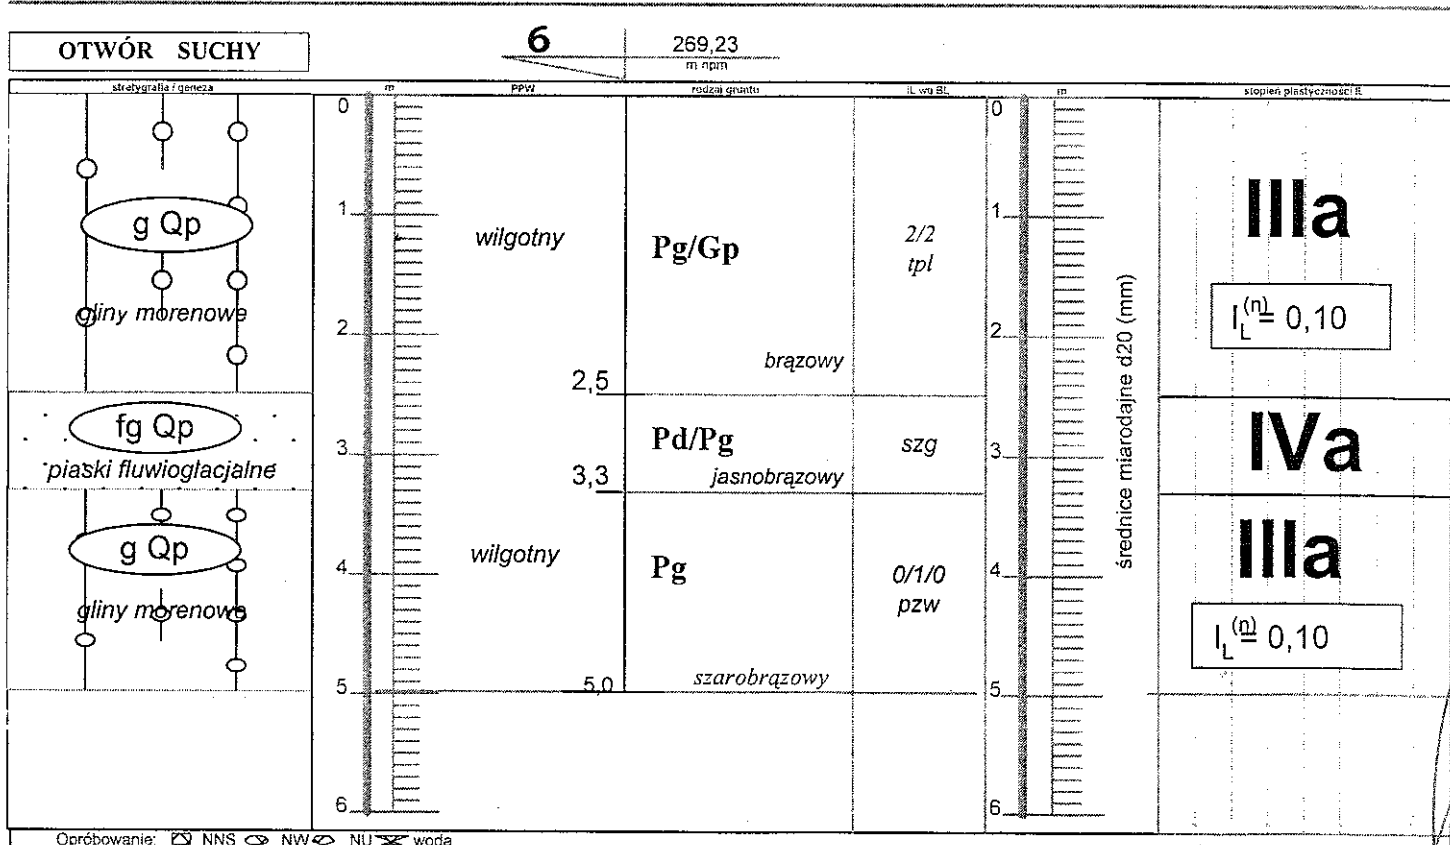 OTWÓR SUCHY
6
269,23
m npm
stratygrafia / geneza
m
PPW
rodzaj gruntu
IL wg BL
m
stopień plastyczności IL
0
1
2
3
4
5
6
g Qp
gliny morenowe
fg Qp
piaski fluwioglacjalne
g Qp
gliny morenowe
wilgotny
2,5
3,3
wilgotny
5,0
Pg/Gp
brązowy
Pd/Pg
jasnobrązowy
Pg
szarobrązowy
2/2
tpl
szg
0/1/0
pzw
0
1
2
3
4
5
6
średnice miarodajne d20 (mm)
IIIa
I_L^(n) = 0,10
IVa
IIIa
I_L^(n) = 0,10
Opróbowanie: NNS NW NU woda